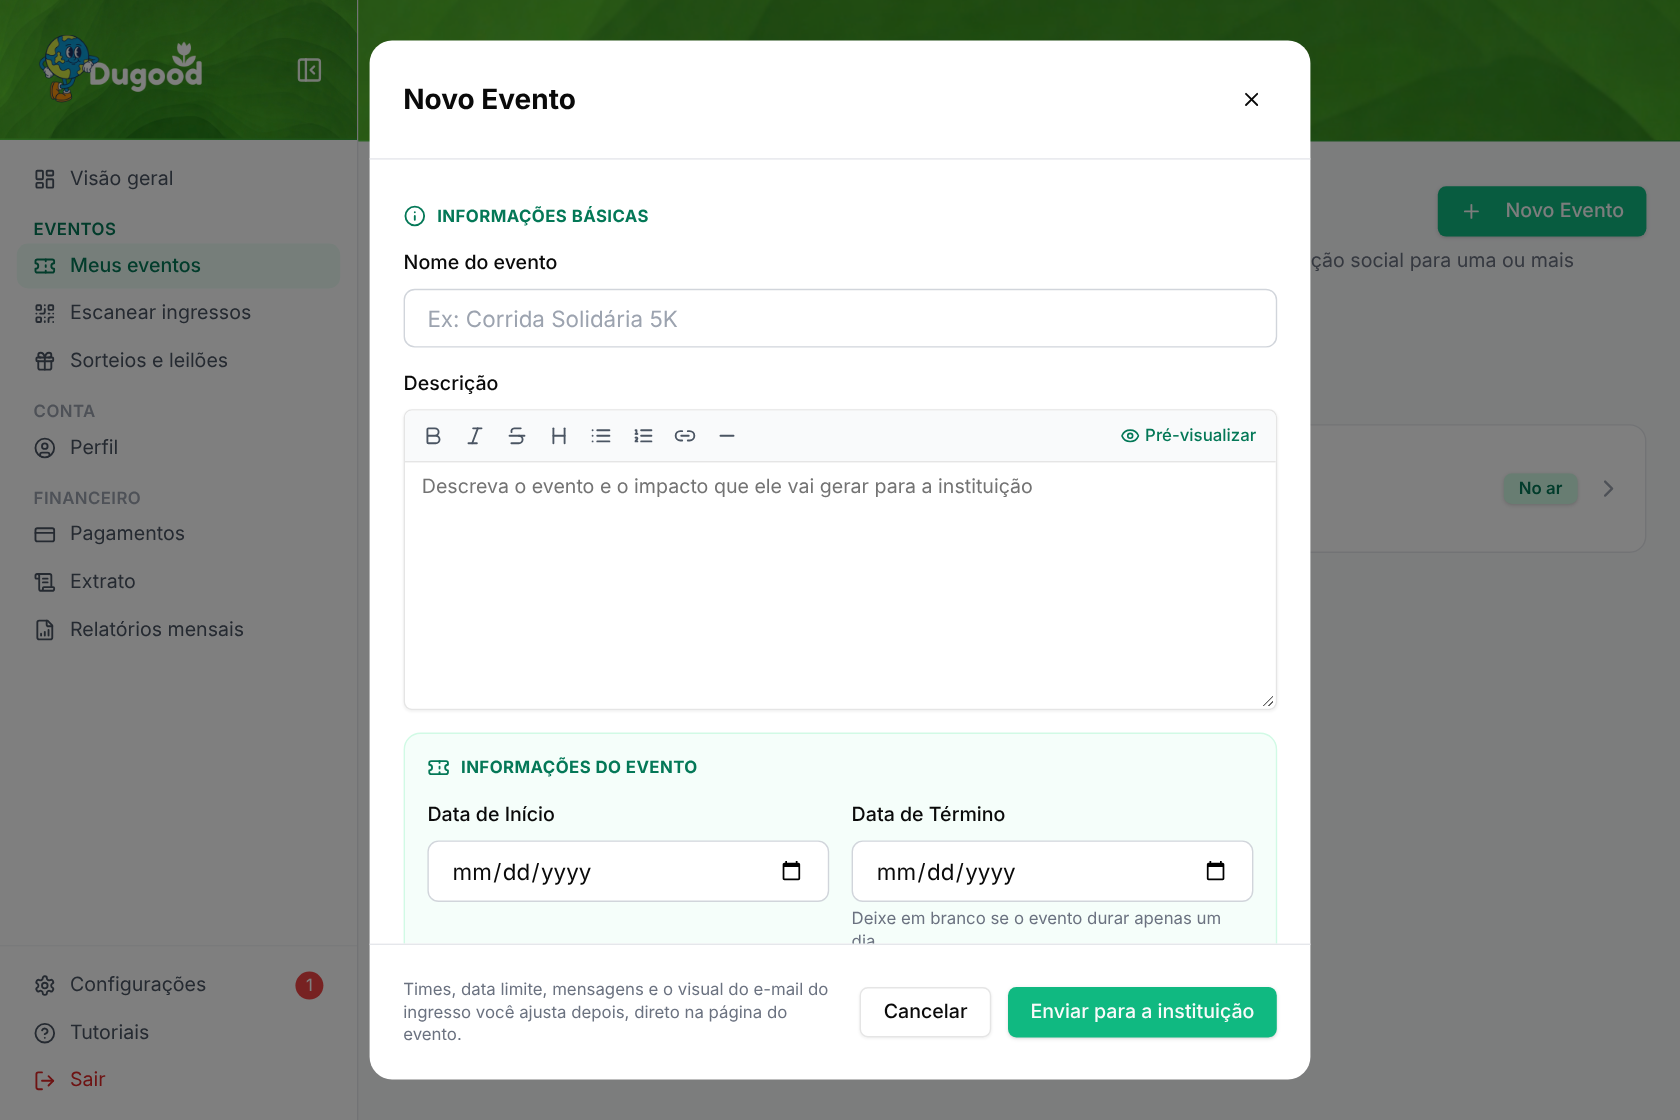 Dugood
Visão geral
EVENTOS
Meus eventos
Escanear ingressos
Sorteios e leilões
CONTA
Perfil
FINANCEIRO
Pagamentos
Extrato
Relatórios mensais
Configurações
1
Tutoriais
Sair
Novo Evento
ção social para uma ou mais
No ar
Novo Evento
INFORMAÇÕES BÁSICAS
Nome do evento
Ex: Corrida Solidária 5K
Descrição
Pré-visualizar
Descreva o evento e o impacto que ele vai gerar para a instituição
INFORMAÇÕES DO EVENTO
Data de Início
Data de Término
mm/dd/yyyy
mm/dd/yyyy
Deixe em branco se o evento durar apenas um
dia
Times, data limite, mensagens e o visual do e-mail do
ingresso você ajusta depois, direto na página do
evento.
Cancelar
Enviar para a instituição